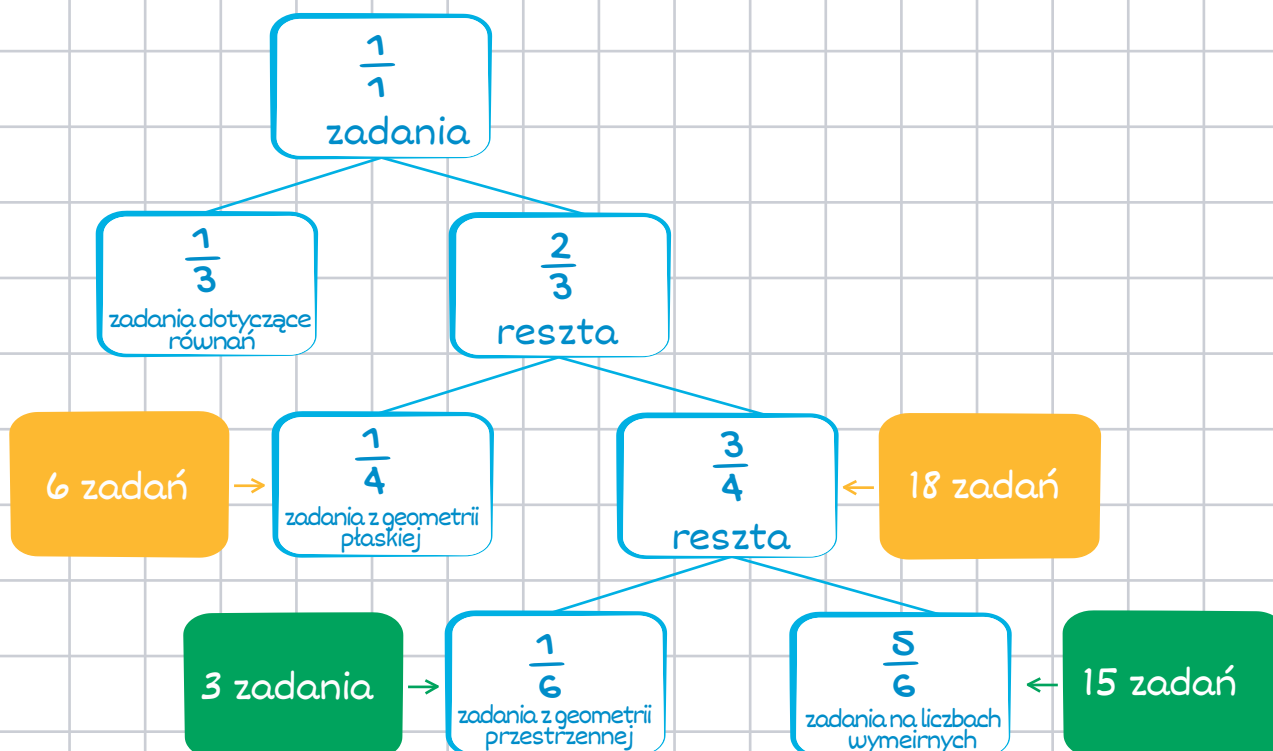 1
1
zadania
1
3
zadania dotyczące
równań
2
3
reszta
6 zadań
1
4
zadania z geometrii
płaskiej
3
4
reszta
18 zadań
3 zadania
1
6
zadania z geometrii
przestrzennej
5
6
zadania na liczbach
wymeirnych
15 zadań